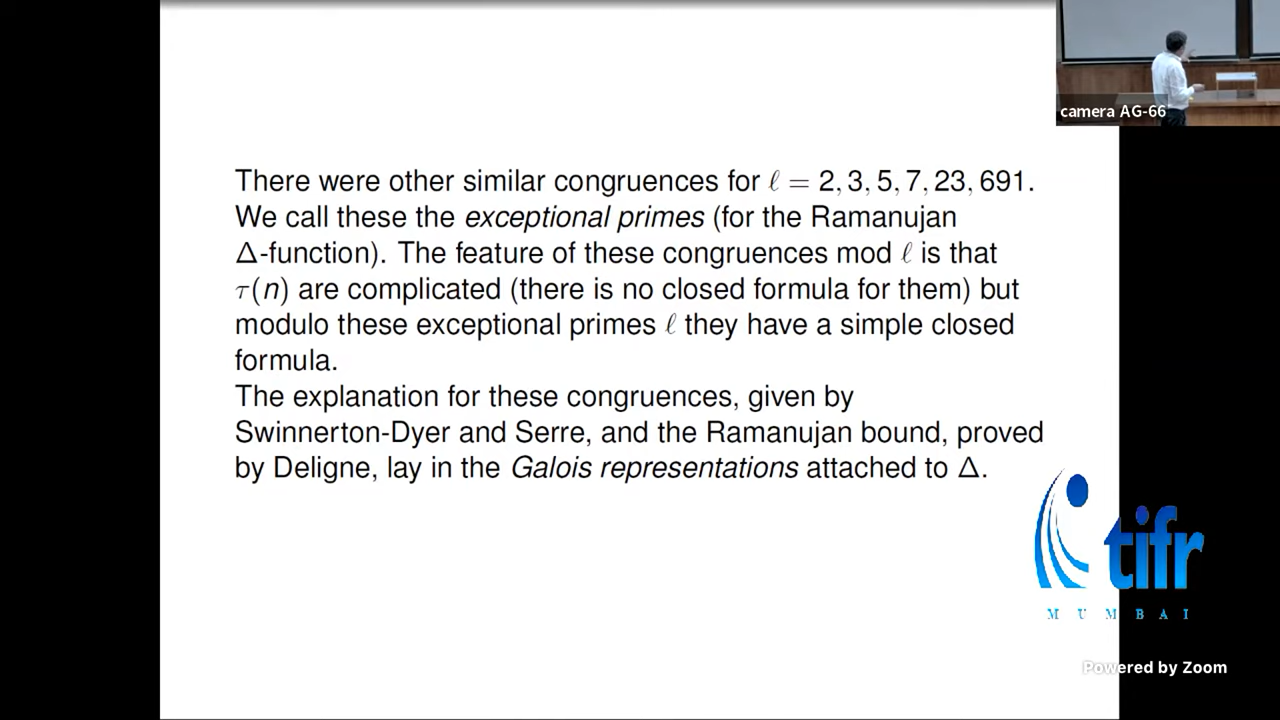 There were other similar congruences for ℓ = 2, 3, 5, 7, 23, 691.
We call these the exceptional primes (for the Ramanujan
Δ-function). The feature of these congruences mod ℓ is that
τ(n) are complicated (there is no closed formula for them) but
modulo these exceptional primes ℓ they have a simple closed
formula.
The explanation for these congruences, given by
Swinnerton-Dyer and Serre, and the Ramanujan bound, proved
by Deligne, lay in the Galois representations attached to Δ.
camera AG-66
tifr
MUMBAI
Powered by Zoom